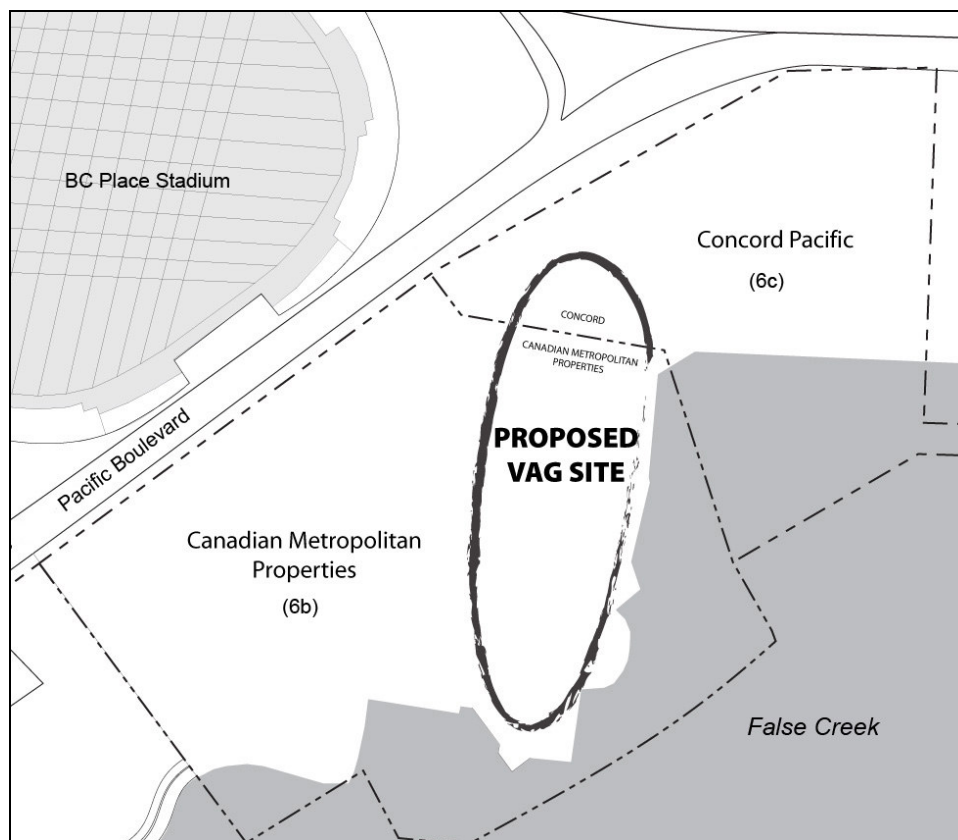 BC Place Stadium
Concord Pacific
(6c)
CONCORD
CANADIAN METROPOLITAN
PROPERTIES
PROPOSED
VAG SITE
Pacific Boulevard
Canadian Metropolitan
Properties
(6b)
False Creek